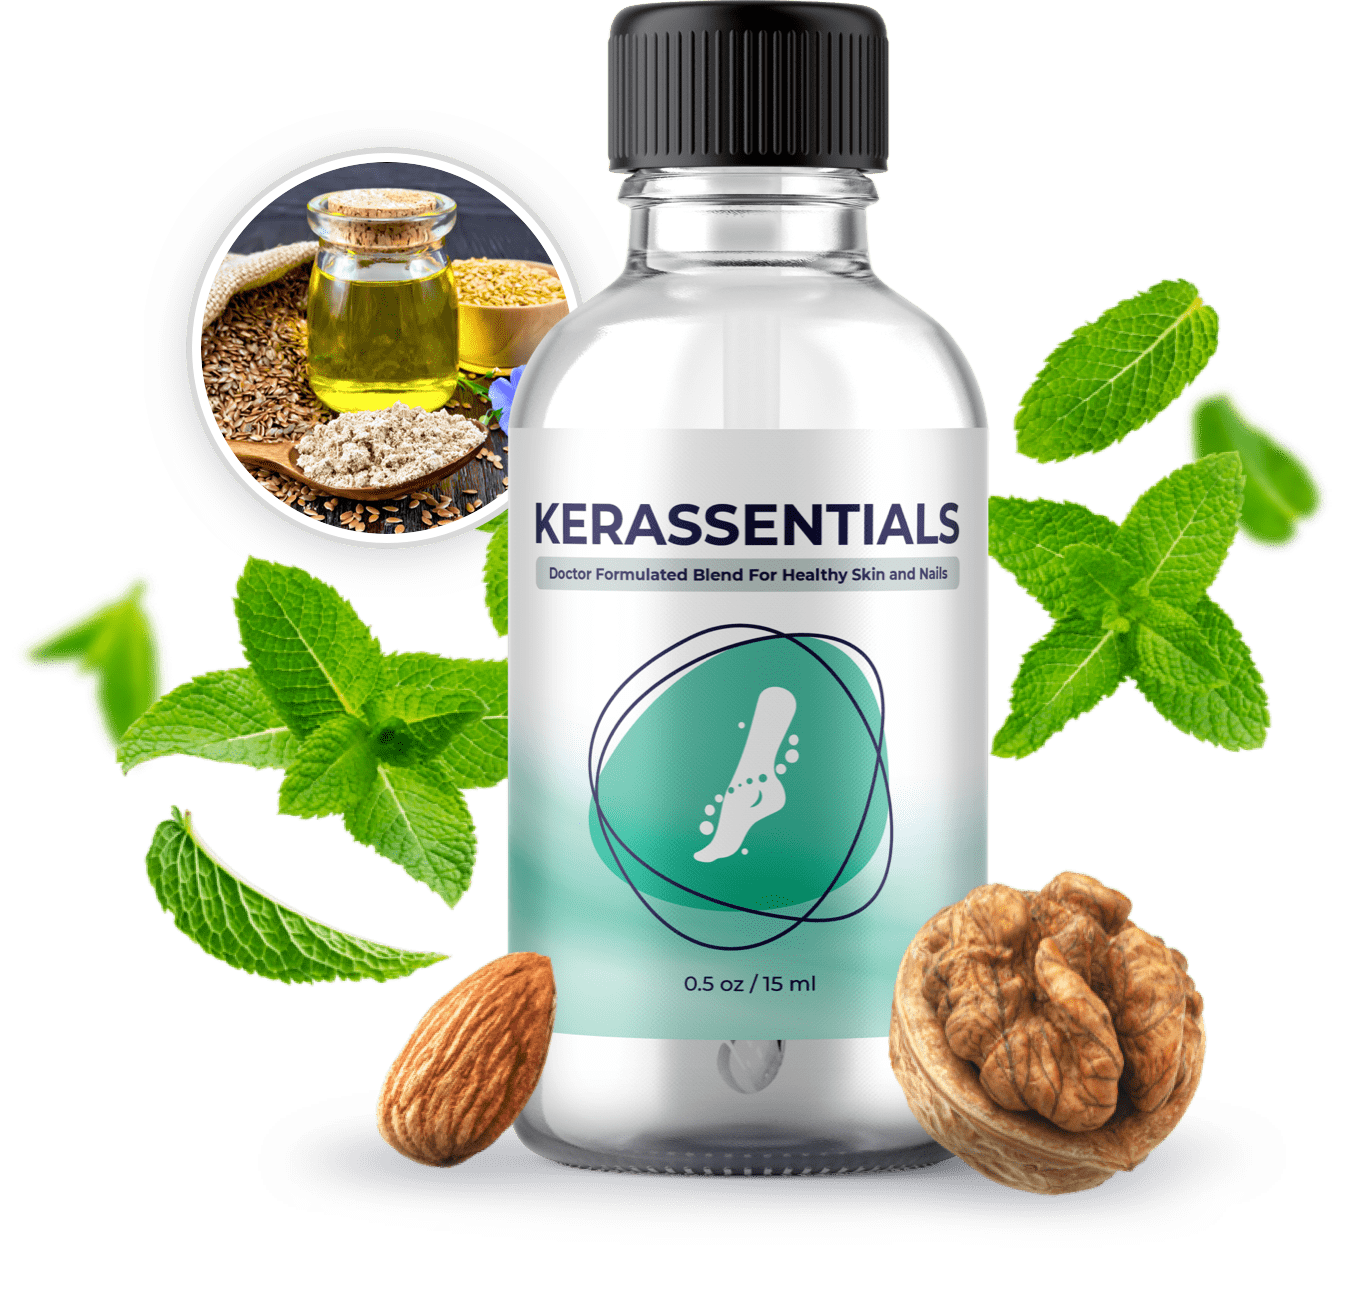 KERASSENTIALS
Doctor Formulated Blend For Healthy Skin and Nails
0.5 oz / 15 ml